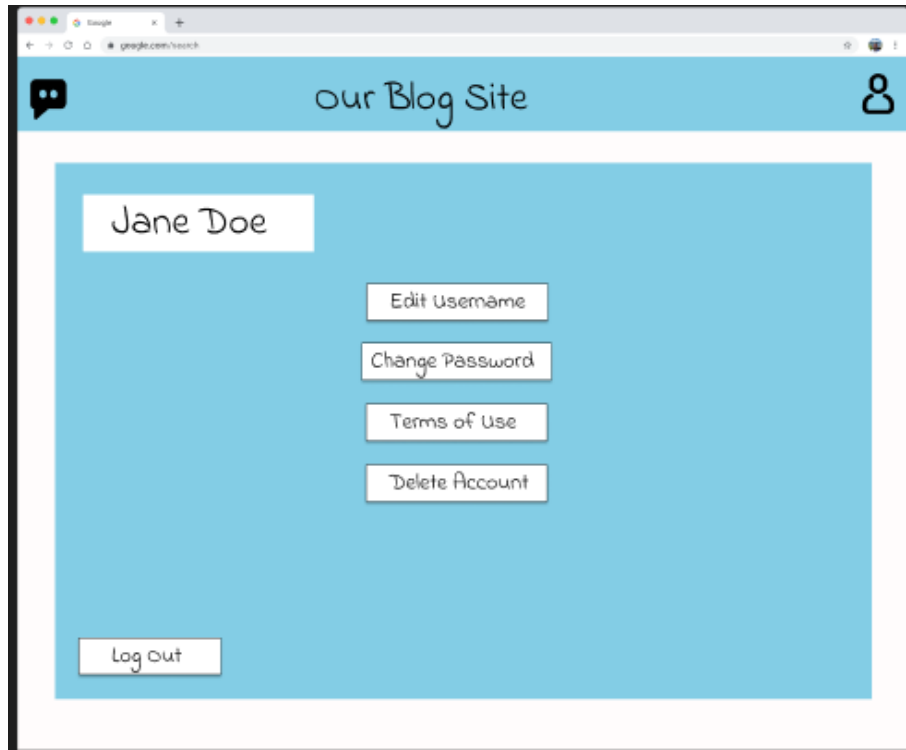 Google
google.com/search
Our Blog Site
Jane Doe
Edit Username
Change Password
Terms of Use
Delete Account
Log Out